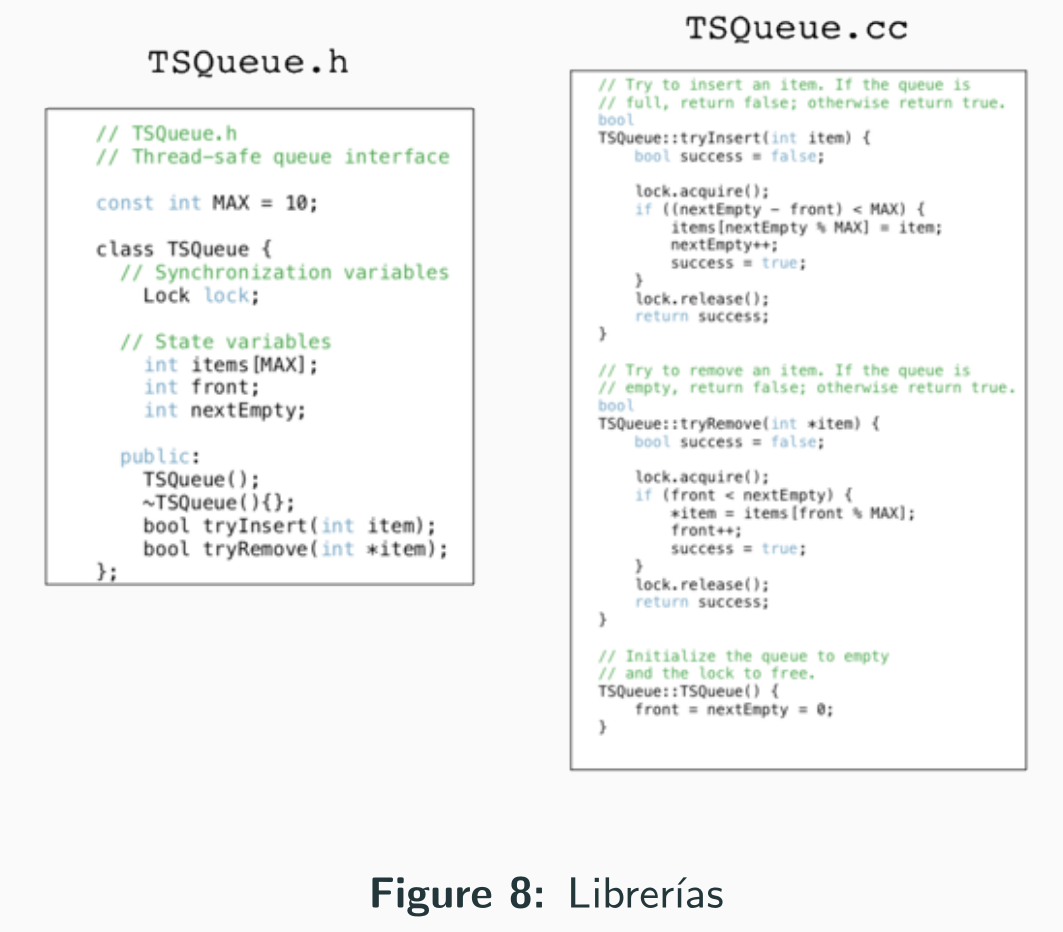 TSQueue.h
// TSQueue.h
// Thread-safe queue interface
const int MAX = 10;
class TSQueue {
// Synchronization variables
Lock lock;
// State variables
int items[MAX];
int front;
int nextEmpty;
public:
TSQueue();
~TSQueue(){};
bool tryInsert(int item);
bool tryRemove(int *item);
};
TSQueue.cc
// Try to insert an item. If the queue is
// full, return false; otherwise return true.
bool
TSQueue::tryInsert(int item) {
bool success = false;
lock.acquire();
if ((nextEmpty - front) < MAX) {
items[nextEmpty % MAX] = item;
nextEmpty++;
success = true;
}
lock.release();
return success;
}
// Try to remove an item. If the queue is
// empty, return false; otherwise return true.
bool
TSQueue::tryRemove(int *item) {
bool success = false;
lock.acquire();
if (front < nextEmpty) {
*item = items[front % MAX];
front++;
success = true;
}
lock.release();
return success;
}
// Initialize the queue to empty
// and the lock to free.
TSQueue::TSQueue() {
front = nextEmpty = 0;
}
Figure 8: Librerías